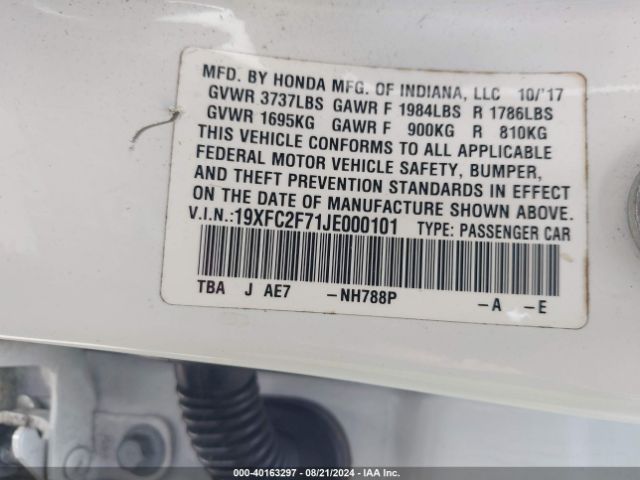 MFD. BY HONDA MFG. OF INDIANA, LLC 10/'17
GVWR 3737LBS GAWR F 1984LBS R 1786LBS
GVWR 1695KG GAWR F 900KG R 810KG
THIS VEHICLE CONFORMS TO ALL APPLICABLE
FEDERAL MOTOR VEHICLE SAFETY, BUMPER,
AND THEFT PREVENTION STANDARDS IN EFFECT
ON THE DATE OF MANUFACTURE SHOWN ABOVE.
V.I.N.:19XFC2F71JE000101 TYPE: PASSENGER CAR
TBA J AE7 -NH788P -A -E
000-40163297 - 08/21/2024 - IAA Inc.